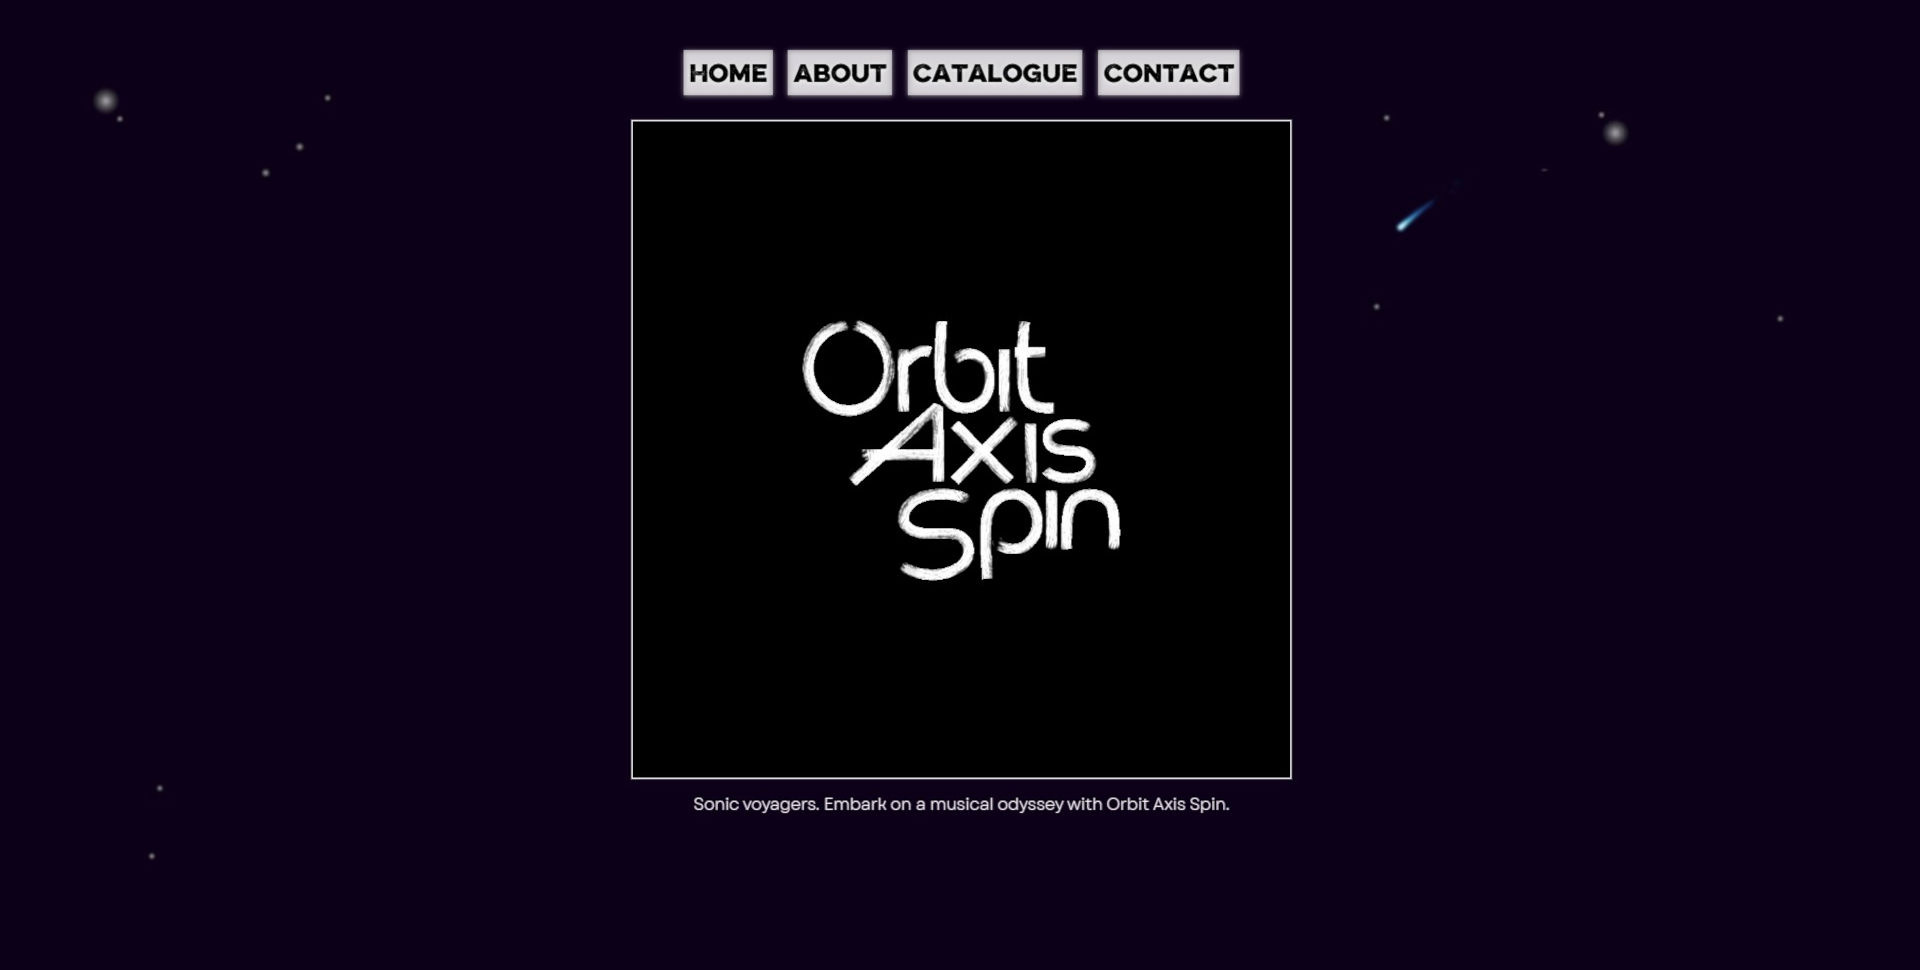 HOME ABOUT CATALOGUE CONTACT
Orbit
Axis
Spin
Sonic voyagers. Embark on a musical odyssey with Orbit Axis Spin.